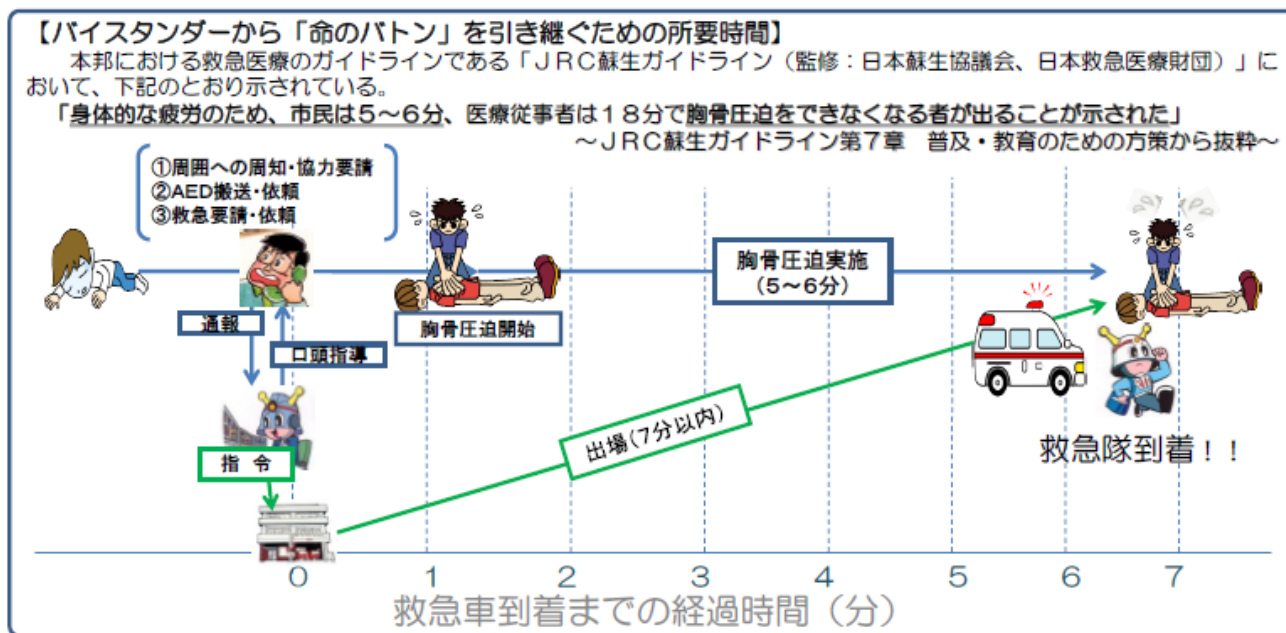 【バイスタンダーから「命のバトン」を引き継ぐための所要時間】
本邦における救急医療のガイドラインである「JRC蘇生ガイドライン（監修：日本蘇生協議会、日本救急医療財団）」に
おいて、下記のとおり示されている。
「身体的な疲労のため、市民は5～6分、医療従事者は18分で胸骨圧迫をできなくなる者が出ることが示された」
～JRC蘇生ガイドライン第7章　普及・教育のための方策から抜粋～
①周囲への周知・協力要請
②AED搬送・依頼
③救急要請・依頼
胸骨圧迫実施
（5～6分）
通報
口頭指導
胸骨圧迫開始
出場（7分以内）
指 令
救急隊到着！！
0 1 2 3 4 5 6 7
救急車到着までの経過時間（分）